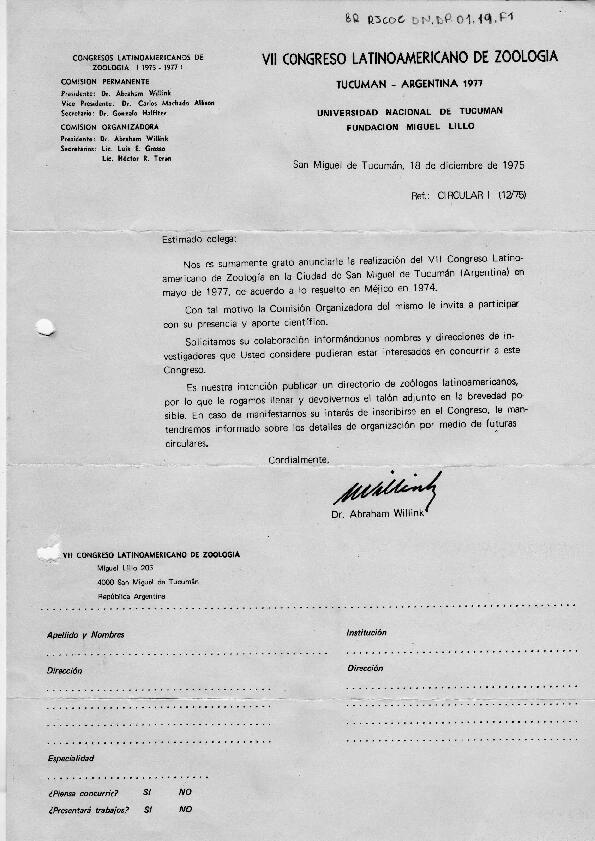 BR RJCOC DN.DP.01.19.F1
CONGRESOS LATINOAMERICANOS DE
ZOOLOGIA ( 1975 - 1977 )
COMISION PERMANENTE
Presidente: Dr. Abraham Willink
Vice Presidente: Dr. Carlos Machado Allison
Secretario: Dr. Gonzalo Halffter
COMISION ORGANIZADORA
Presidente: Dr. Abraham Willink
Secretarios: Lic. Luis E. Grosso
Lic. Héctor R. Teran
VII CONGRESO LATINOAMERICANO DE ZOOLOGIA
TUCUMAN - ARGENTINA 1977
UNIVERSIDAD NACIONAL DE TUCUMAN
FUNDACION MIGUEL LILLO
San Miguel de Tucumán, 18 de diciembre de 1975
Ref.: CIRCULAR I (12/75)
Estimado colega:
Nos es sumamente grato anunciarle la realización del VII Congreso Latino-
americano de Zoología en la Ciudad de San Miguel de Tucumán (Argentina) en
mayo de 1977, de acuerdo a lo resuelto en Méjico en 1974.
Con tal motivo la Comisión Organizadora del mismo le invita a participar
con su presencia y aporte científico.
Solicitamos su colaboración informándonos nombres y direcciones de in-
vestigadores que Usted considere pudieran estar interesados en concurrir a este
Congreso.
Es nuestra intención publicar un directorio de zoólogos latinoamericanos,
por lo que le rogamos llenar y devolvernos el talón adjunto en la brevedad po-
sible. En caso de manifestarnos su interés de inscribirse en el Congreso, le man-
tendremos informado sobre los detalles de organización por medio de futuras
circulares.
Cordialmente,
Willink
Dr. Abraham Willink
VII CONGRESO LATINOAMERICANO DE ZOOLOGIA
Miguel Lillo 205
4000 San Miguel de Tucumán
República Argentina
Apellido y Nombres
Institución
Dirección
Dirección
Especialidad
¿Piensa concurrir? SI NO
¿Presentará trabajos? SI NO